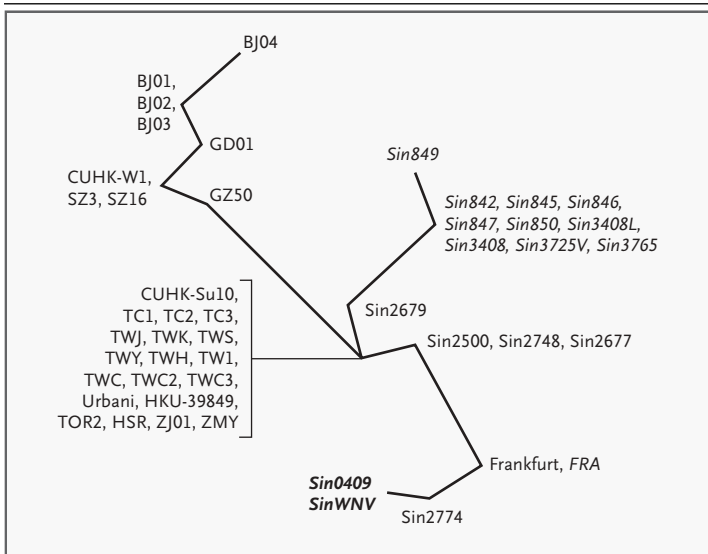 BJ04
BJ01,
BJ02,
BJ03
GD01
CUHK-W1,
SZ3, SZ16
GZ50
Sin849
Sin842, Sin845, Sin846,
Sin847, Sin850, Sin3408L,
Sin3408, Sin3725V, Sin3765
CUHK-Su10,
TC1, TC2, TC3,
TWJ, TWK, TWS,
TWY, TWH, TW1,
TWC, TWC2, TWC3,
Urbani, HKU-39849,
TOR2, HSR, ZJ01, ZMY
Sin2679
Sin2500, Sin2748, Sin2677
Frankfurt, FRA
Sin0409
SinWNV
Sin2774